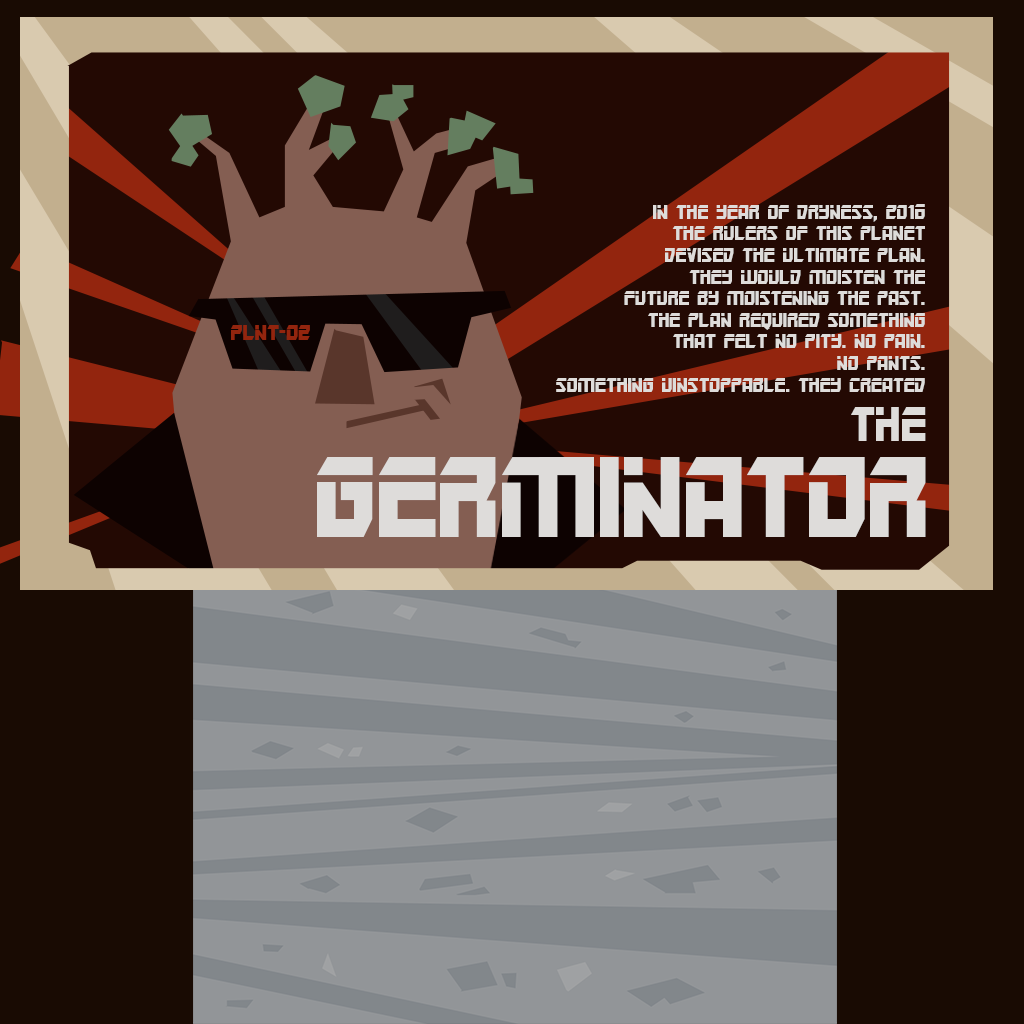 PLNT-02
IN THE YEAR OF DRYNESS, 2016
THE RULERS OF THIS PLANET
DEVISED THE ULTIMATE PLAN.
THEY WOULD MOISTEN THE
FUTURE BY MOISTENING THE PAST.
THE PLAN REQUIRED SOMETHING
THAT FELT NO PITY. NO PAIN.
NO PANTS.
SOMETHING UNSTOPPABLE. THEY CREATED
THE
GERMINATOR